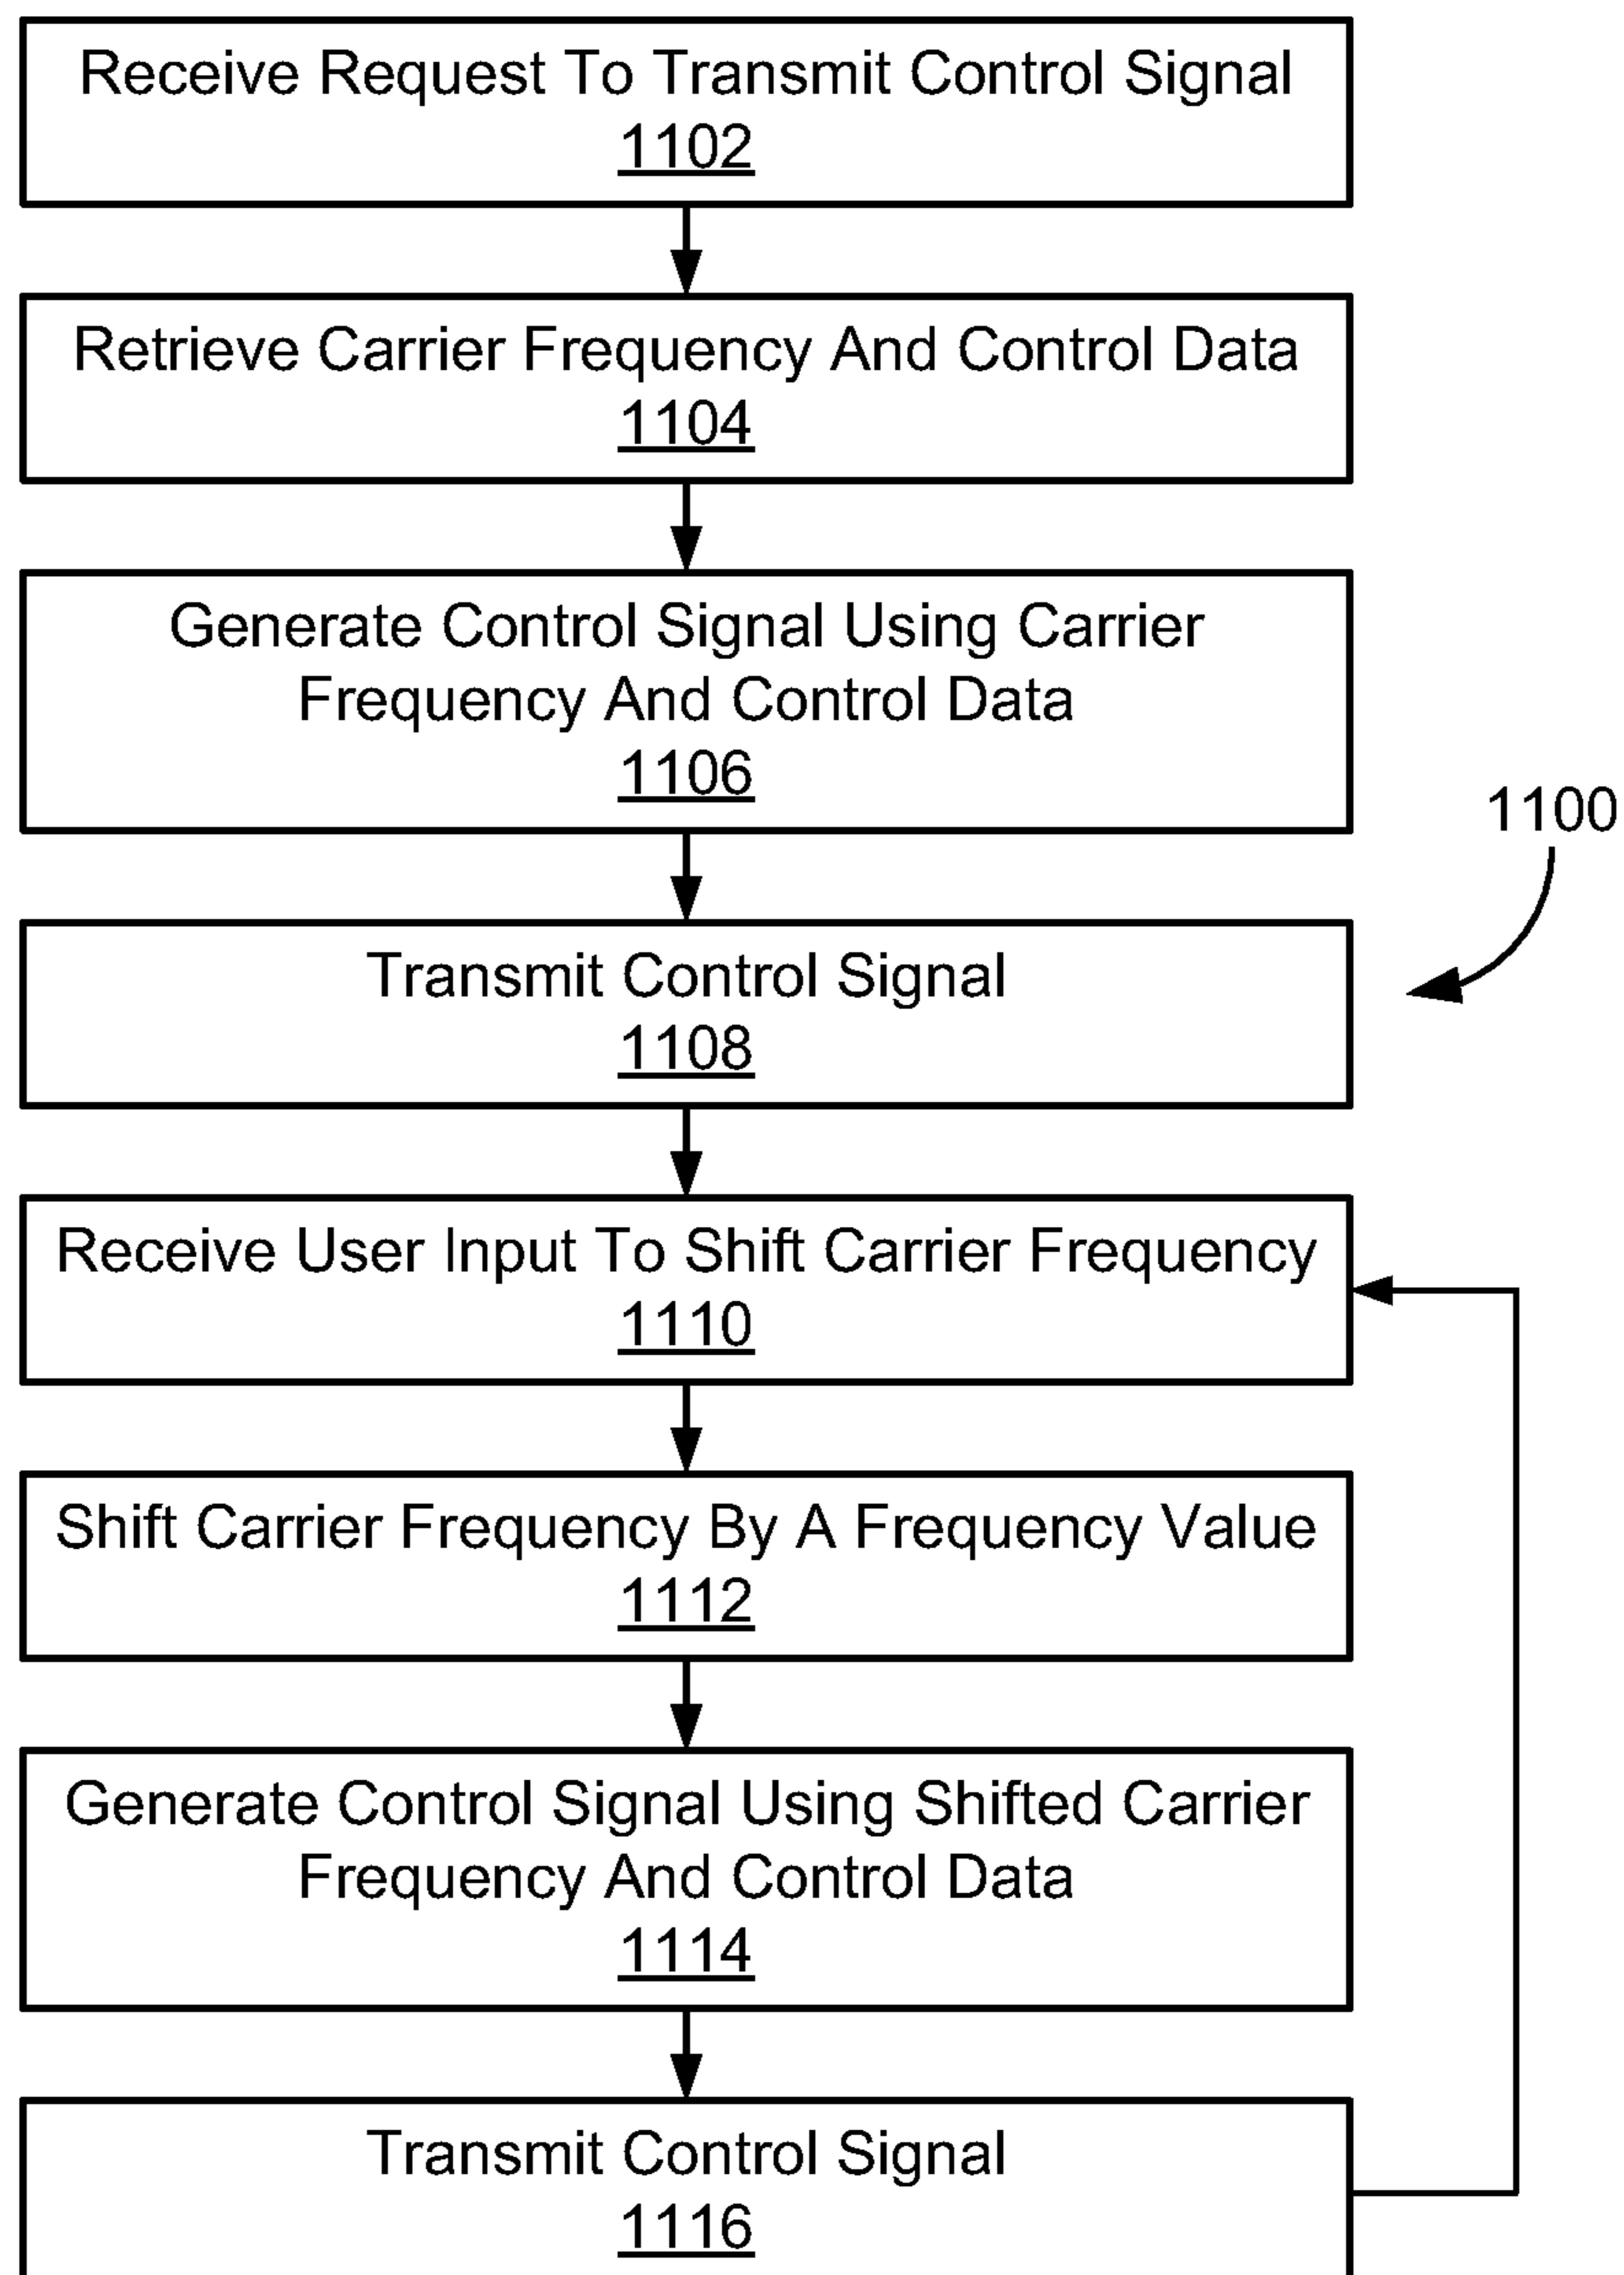 Receive Request To Transmit Control Signal
1102
Retrieve Carrier Frequency And Control Data
1104
Generate Control Signal Using Carrier
Frequency And Control Data
1106
1100
Transmit Control Signal
1108
Receive User Input To Shift Carrier Frequency
1110
Shift Carrier Frequency By A Frequency Value
1112
Generate Control Signal Using Shifted Carrier
Frequency And Control Data
1114
Transmit Control Signal
1116